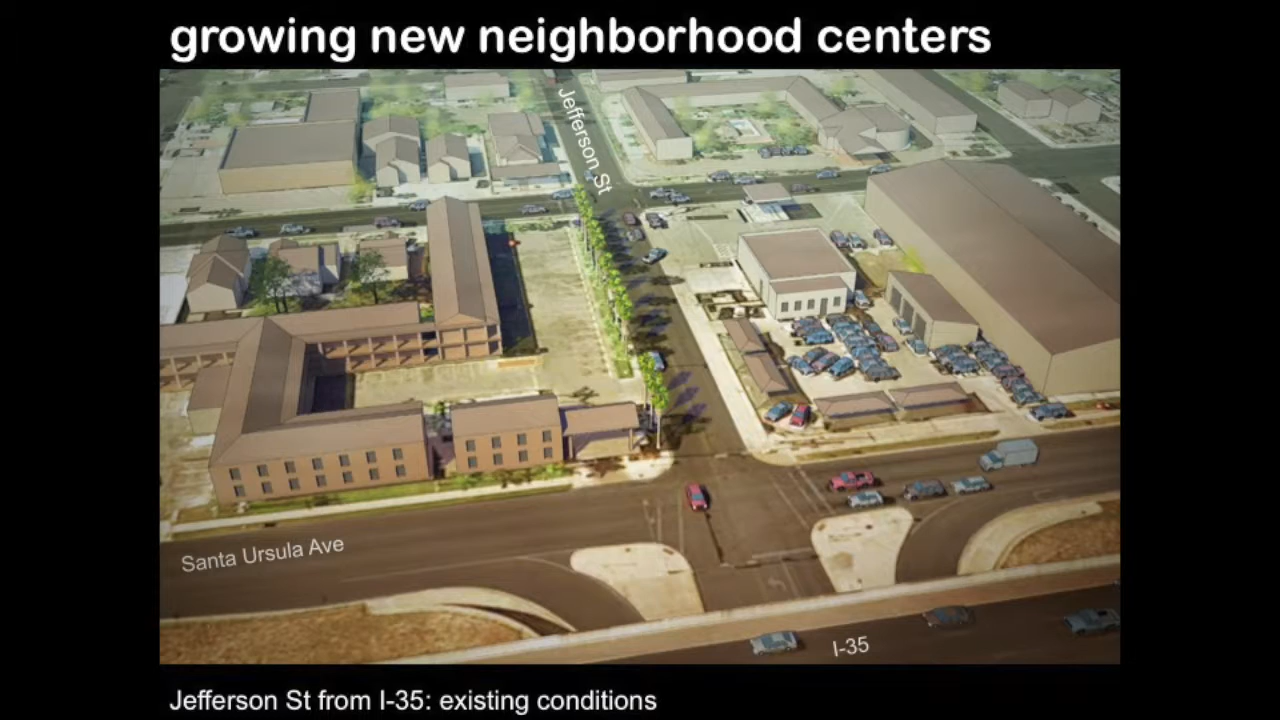 growing new neighborhood centers
Jefferson St
Santa Ursula Ave
I-35
Jefferson St from I-35: existing conditions